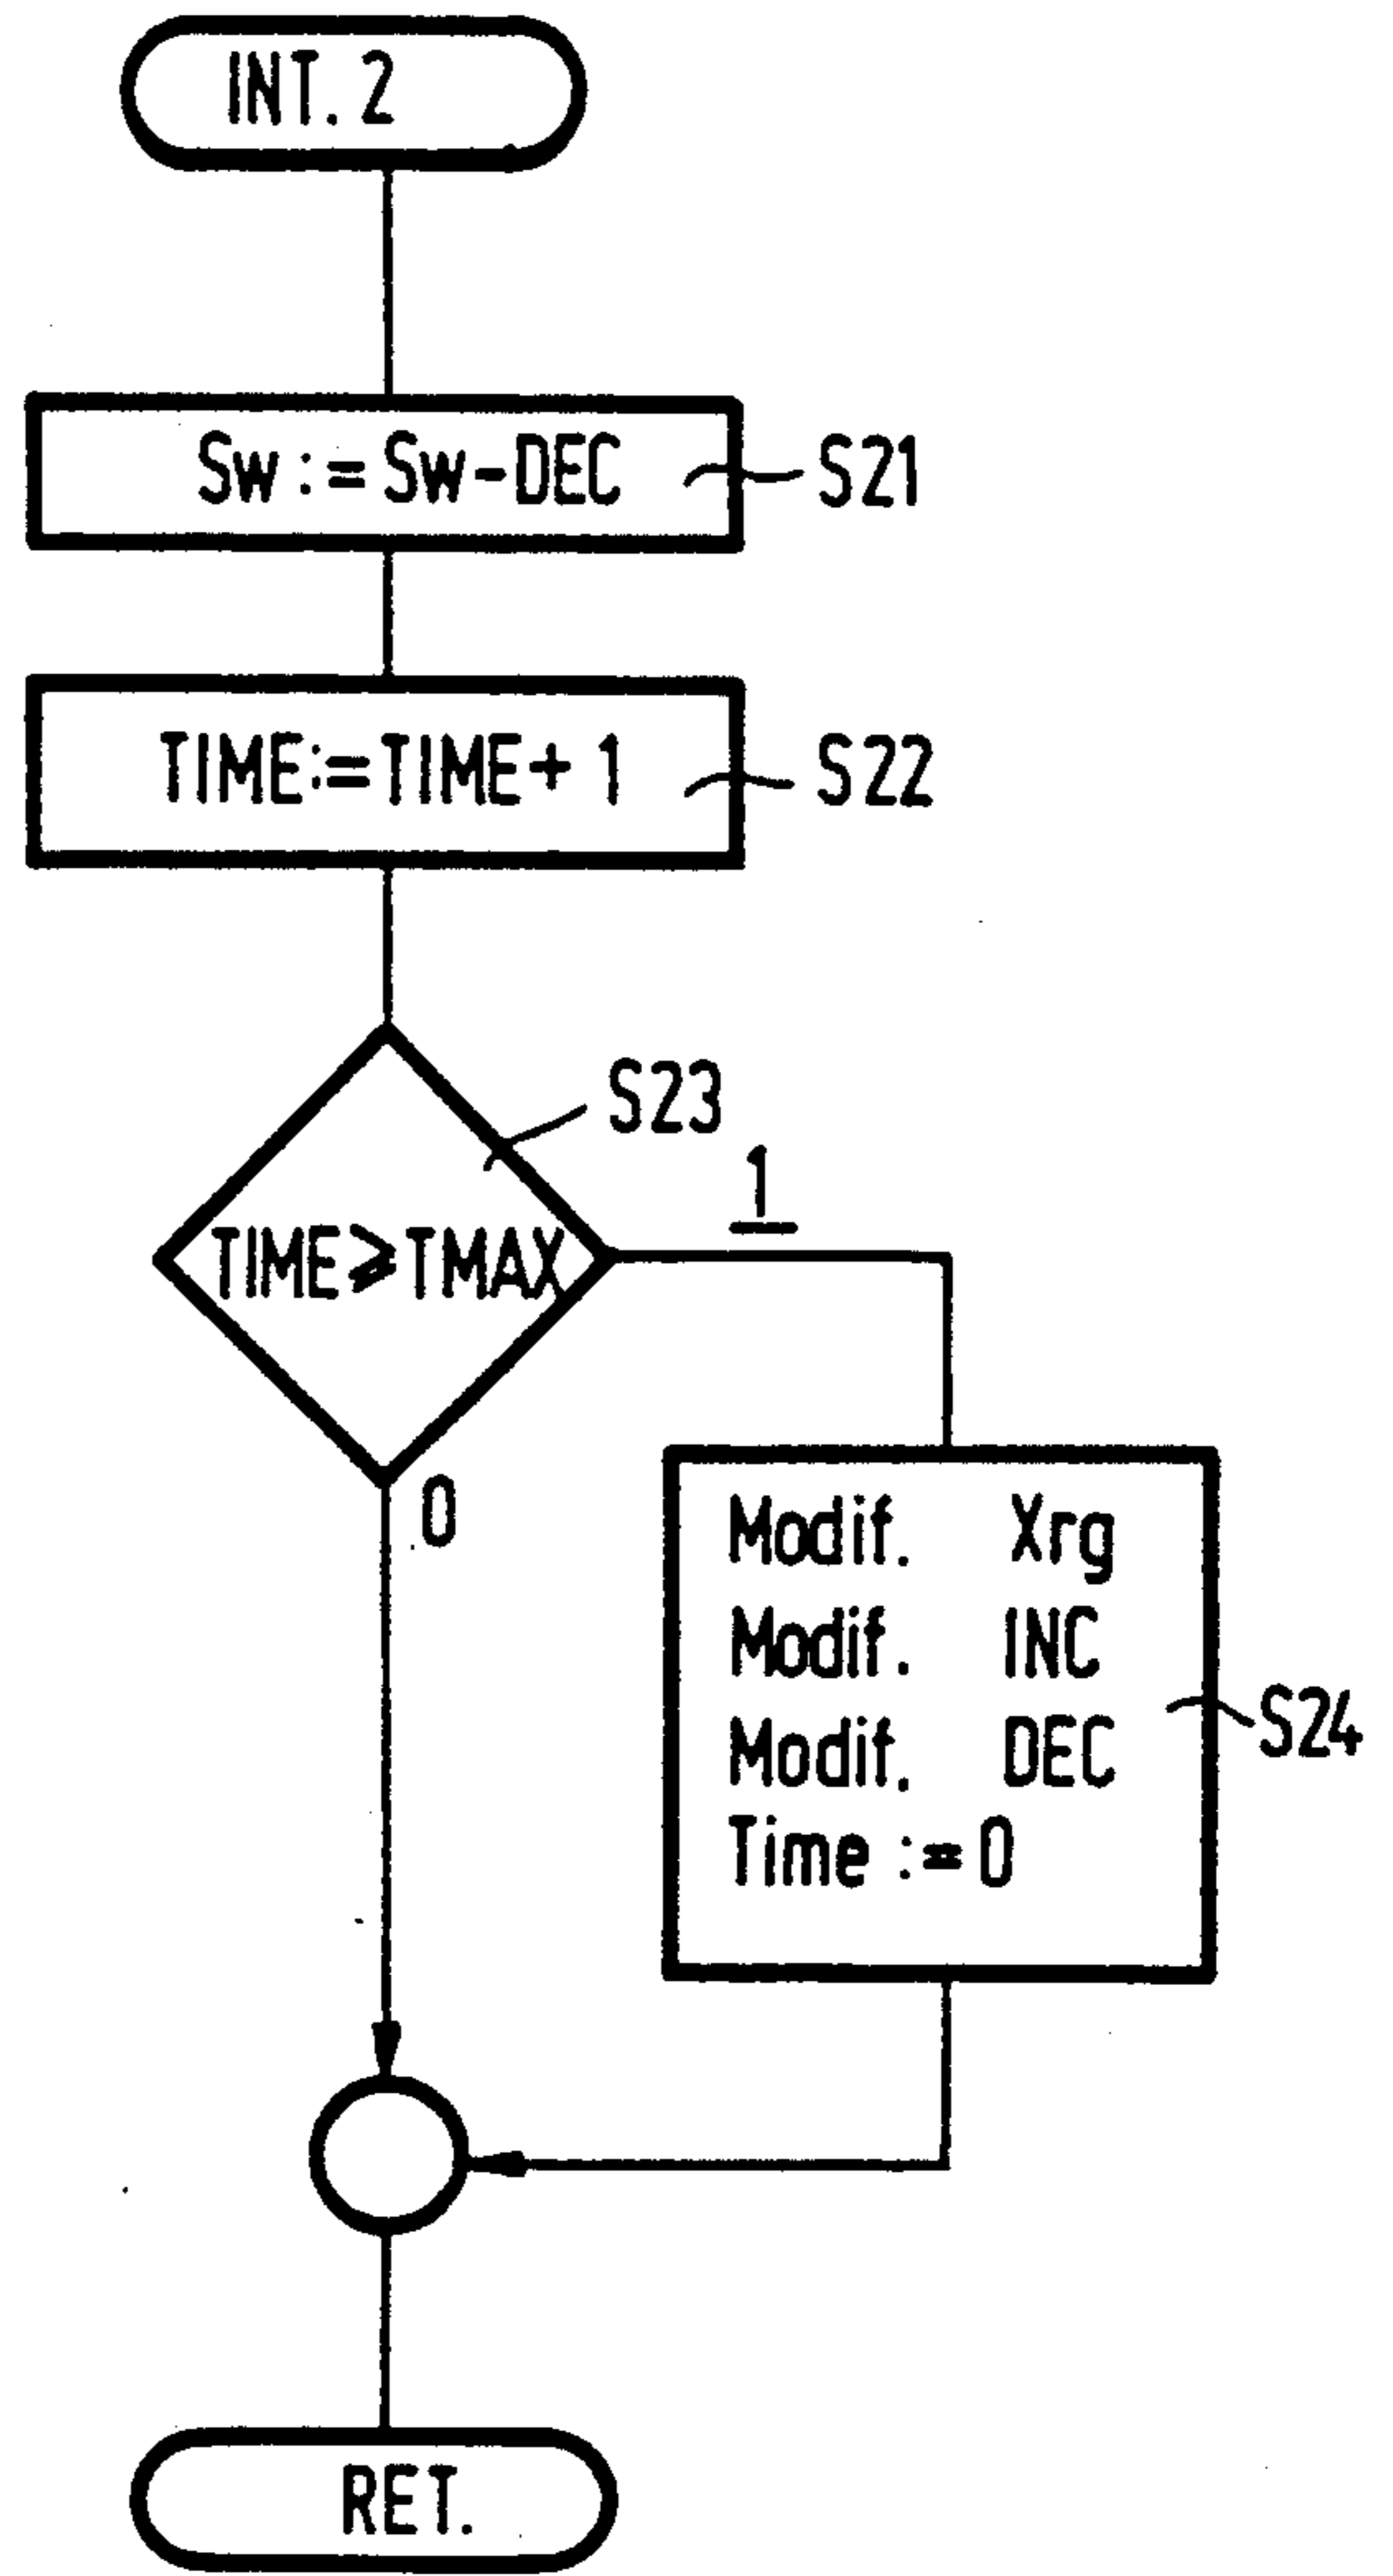 INT. 2
Sw := Sw-DEC
S21
TIME:=TIME+ 1
S22
S23
1
TIME⩾TMAX
0
Modif. Xrg
Modif. INC
Modif. DEC
Time := 0
S24
RET.